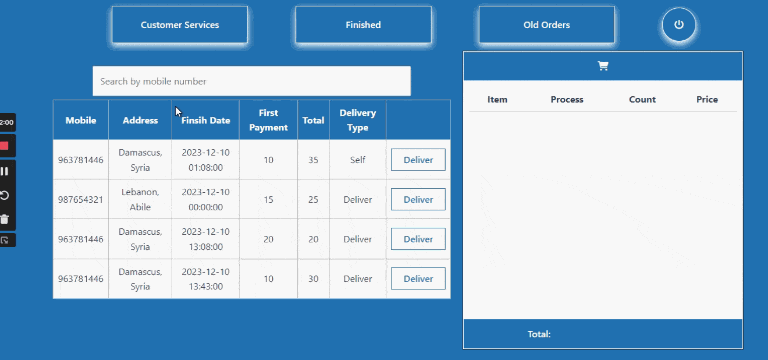 Customer Services
Finished
Old Orders
Search by mobile number
Mobile Address Finsih Date First Payment Total Delivery Type
963781446 Damascus, Syria 2023-12-10 01:08:00 10 35 Self Deliver
987654321 Lebanon, Abile 2023-12-10 00:00:00 15 25 Deliver Deliver
963781446 Damascus, Syria 2023-12-10 13:08:00 20 20 Deliver Deliver
963781446 Damascus, Syria 2023-12-10 13:43:00 10 30 Deliver Deliver
Item Process Count Price
Total:
2:00